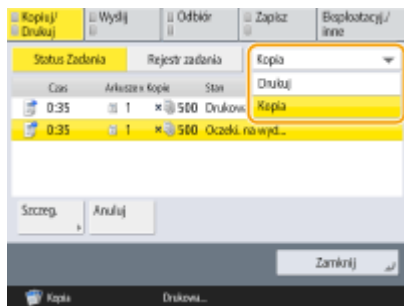 Kopiuj/ Drukuj
Wyślij
Odbiór
Zapisz
Eksploatacyj./ inne
Status Zadania
Rejestr zadania
Kopia
Czas
Arkusze x Kopie
Stan
Drukuj
Kopia
0:35 1 × 500 Drukow
0:35 1 × 500 Oczeki. na wyd...
Szczeg.
Anuluj
Zamknij
Kopia
Drukowa...